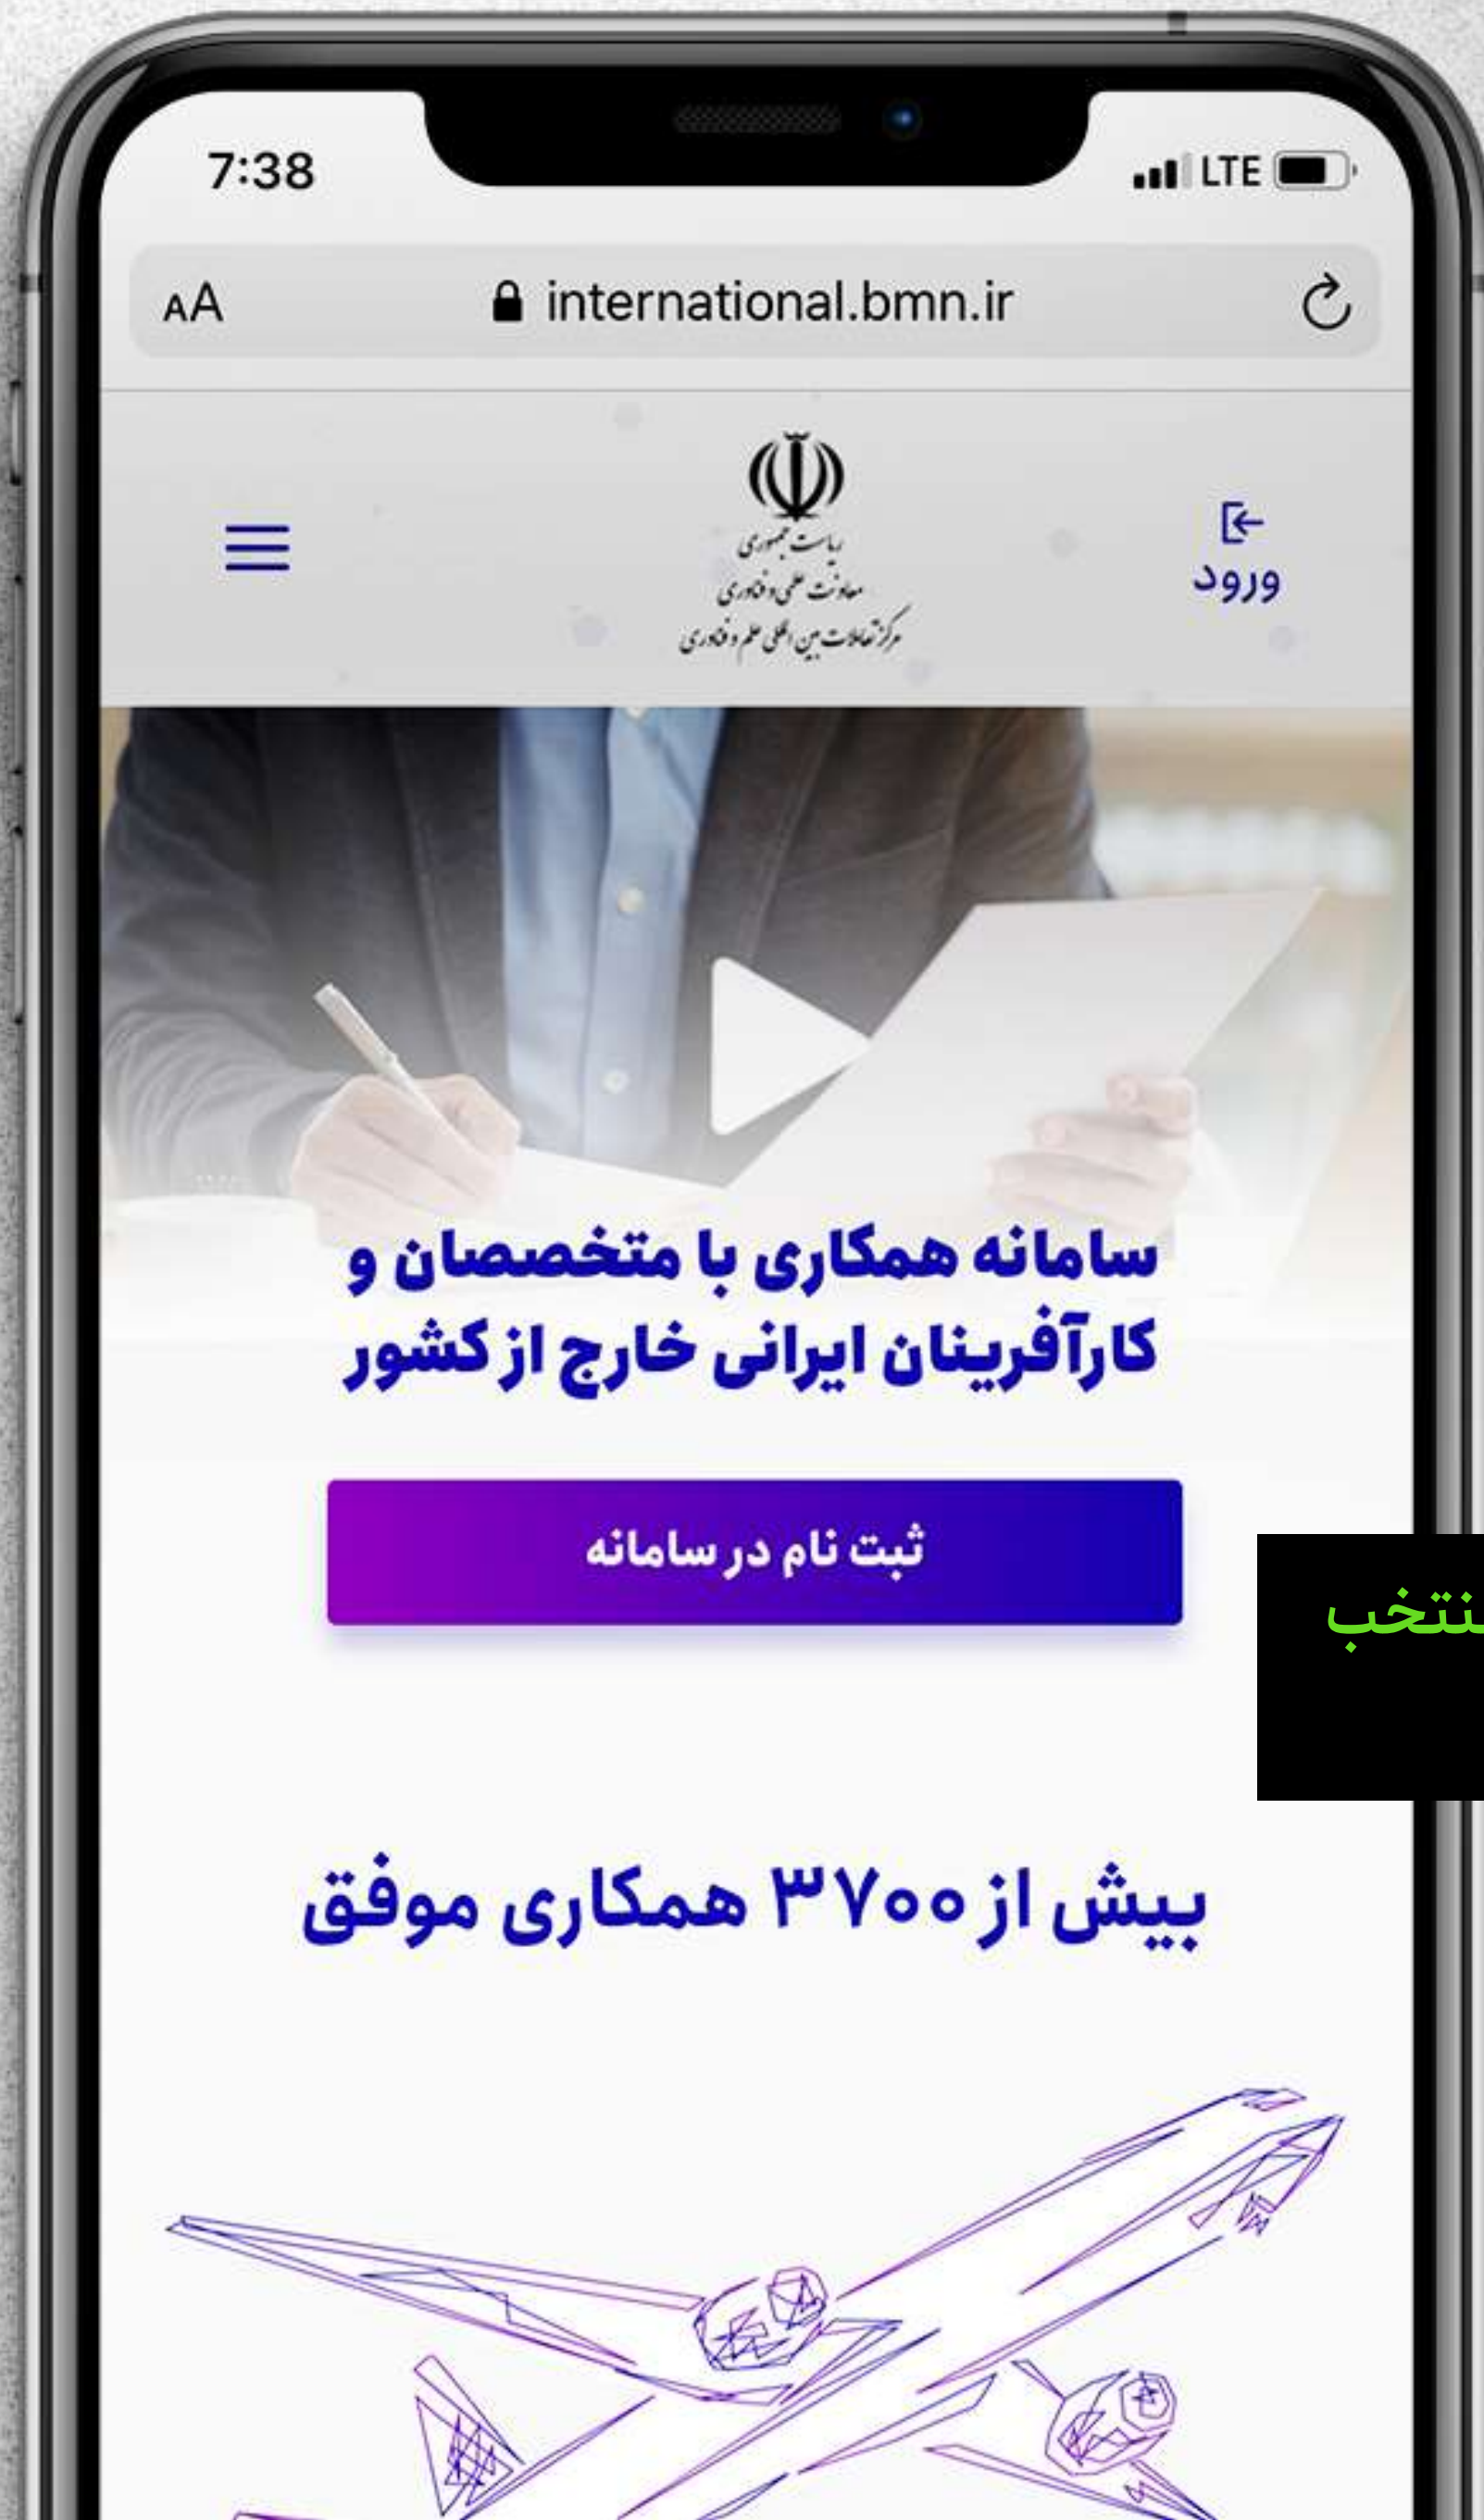 7:38
LTE
AA
international.bmn.ir
ریاست جمهوری
معاونت علمی و فناوری
مرکز تعاملات بین المللی علم و فناوری
ورود
سامانه همکاری با متخصصان و
کارآفرینان ایرانی خارج از کشور
ثبت نام در سامانه
بیش از ۳۷۰۰ همکاری موفق